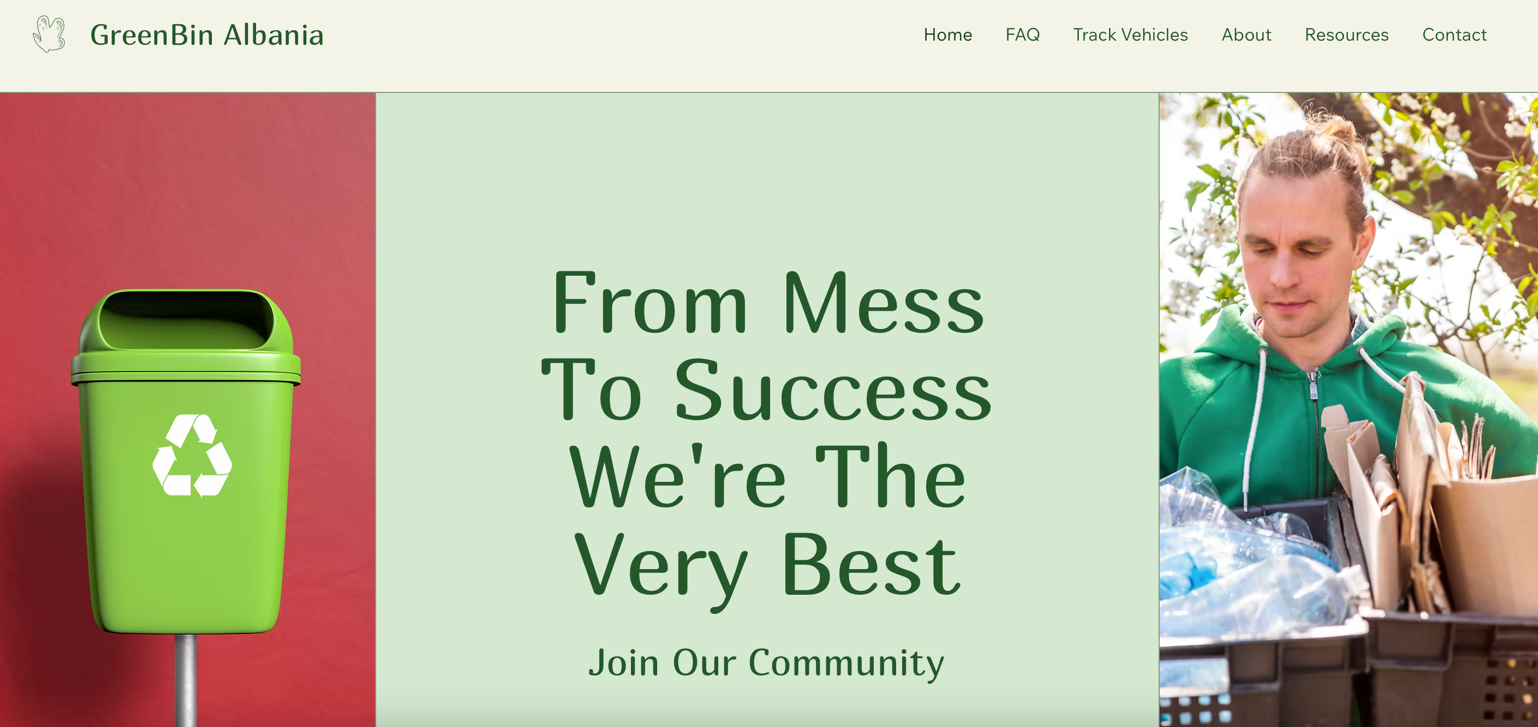 GreenBin Albania
Home FAQ Track Vehicles About Resources Contact
From Mess
To Success
We're The
Very Best
Join Our Community